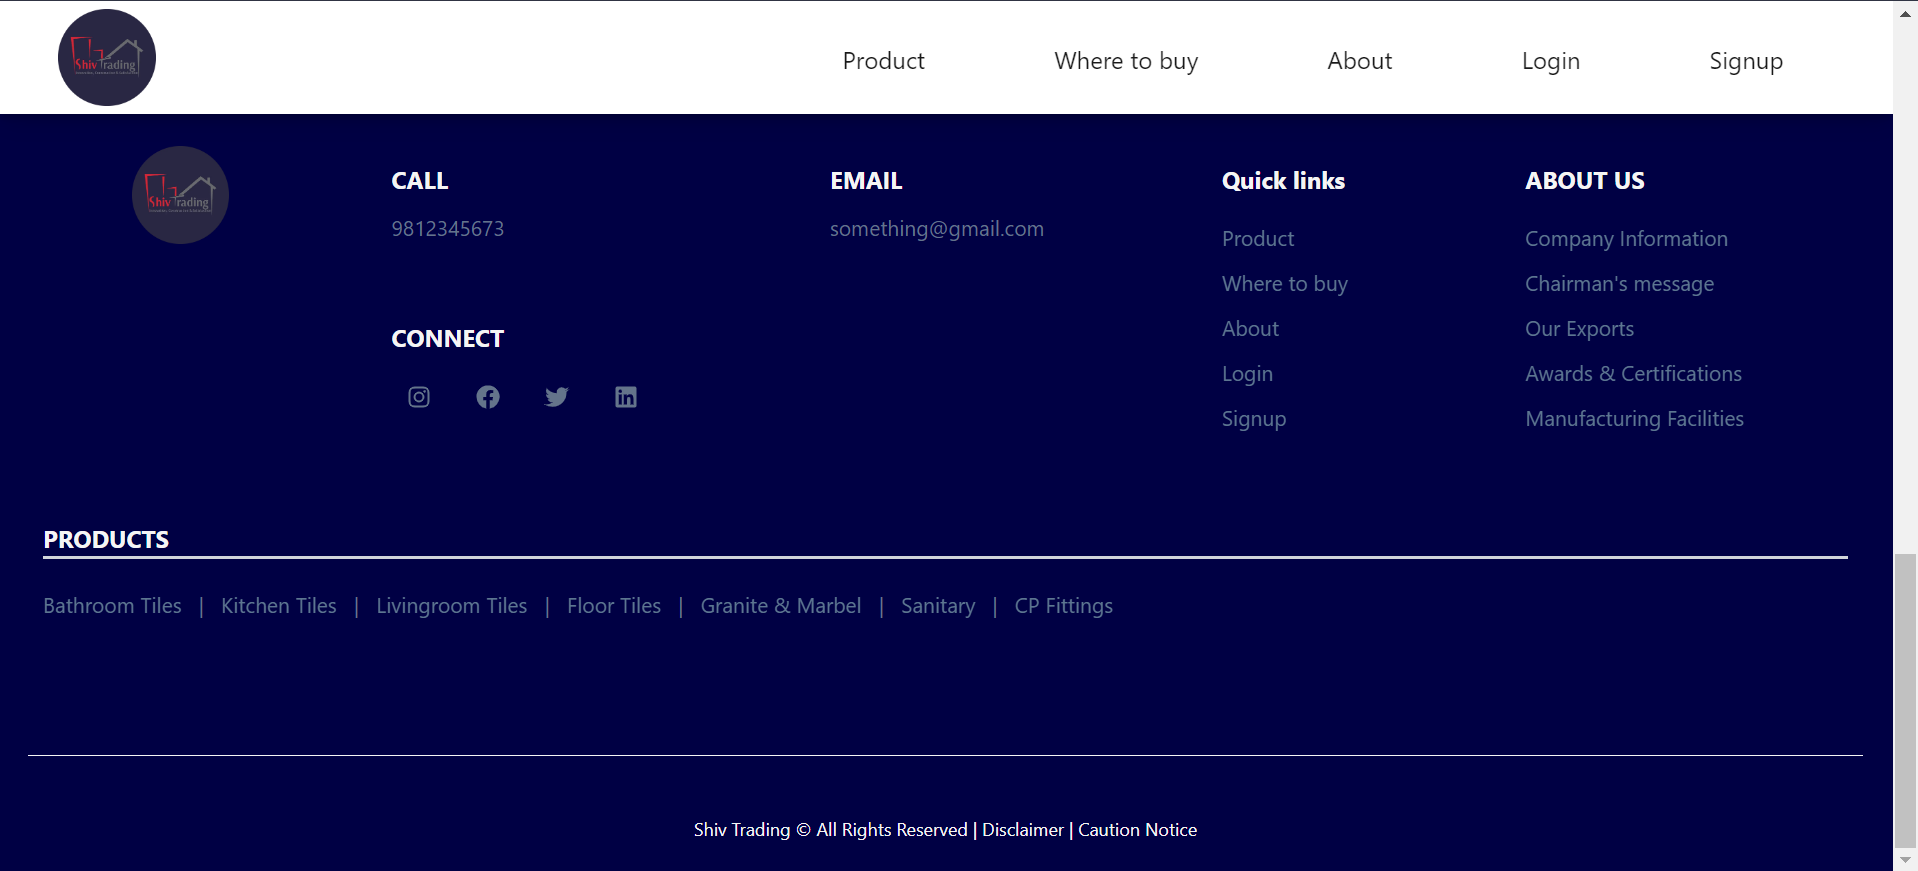 Shiv Trading
Product
Where to buy
About
Login
Signup
Shiv Trading
CALL
9812345673
CONNECT
EMAIL
something@gmail.com
Quick links
Product
Where to buy
About
Login
Signup
ABOUT US
Company Information
Chairman's message
Our Exports
Awards & Certifications
Manufacturing Facilities
PRODUCTS
Bathroom Tiles | Kitchen Tiles | Livingroom Tiles | Floor Tiles | Granite & Marbel | Sanitary | CP Fittings
Shiv Trading © All Rights Reserved | Disclaimer | Caution Notice